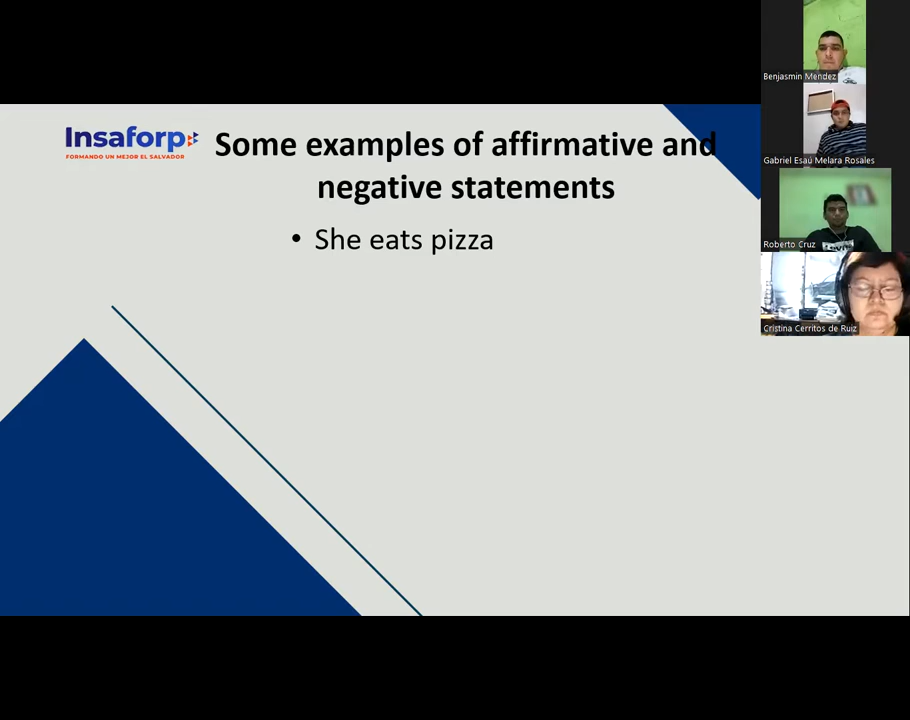 Insaforp
FORMANDO UN MEJOR EL SALVADOR
Some examples of affirmative and
negative statements
• She eats pizza
Benjasmin Mendez
Gabriel Esaú Melara Rosales
Roberto Cruz
Cristina Cerritos de Ruiz